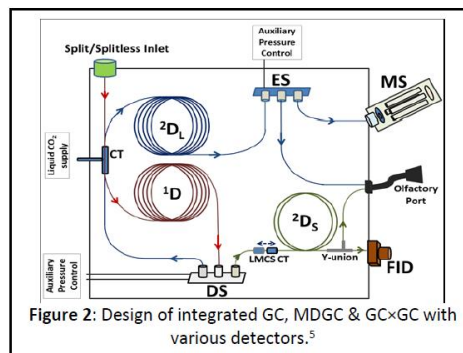 Split/Splitless Inlet
Auxiliary
Pressure
Control
ES
MS
²Dʟ
Liquid CO₂
supply
CT
¹D
Olfactory
Port
²Dₛ
LMCS CT
Y-union
FID
Auxiliary
Pressure
Control
DS
Figure 2: Design of integrated GC, MDGC & GC×GC with
various detectors.⁵